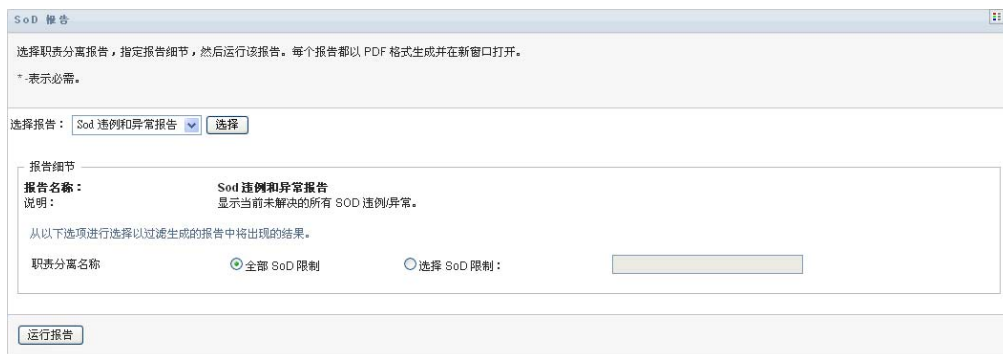 SoD 报告
选择职责分离报告，指定报告细节，然后运行该报告。每个报告都以 PDF 格式生成并在新窗口打开。
* -表示必需。
选择报告： Sod 违例和异常报告 选择
报告细节
报告名称： Sod 违例和异常报告
说明： 显示当前未解决的所有 SOD 违例/异常。
从以下选项进行选择以过滤生成的报告中将出现的结果。
职责分离名称 全部 SoD 限制 选择 SoD 限制：
运行报告